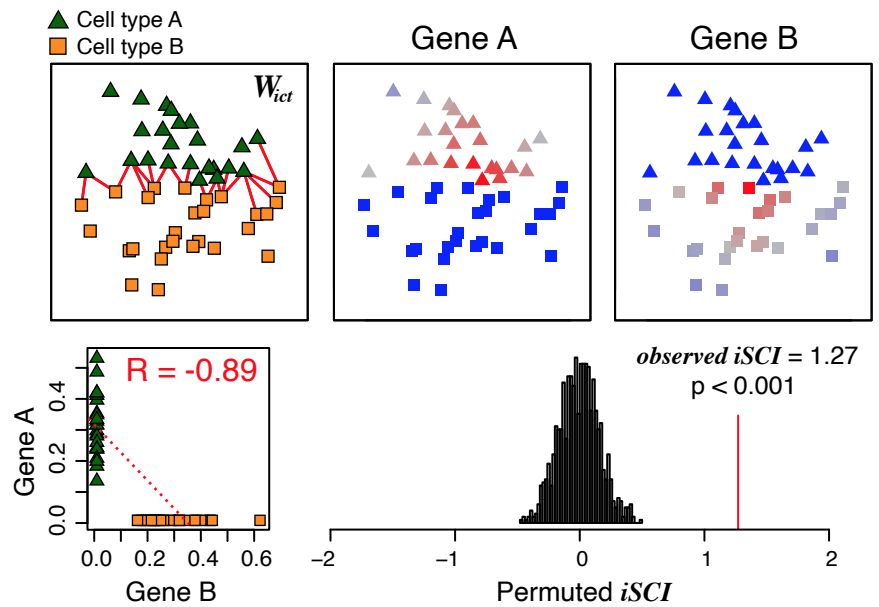 Cell type A
Cell type B
Gene A
Gene B
W_ict
R = -0.89
Gene A
0.0
0.2
0.4
0.0
0.2
0.4
0.6
Gene B
observed iSCI = 1.27
p < 0.001
−2
−1
0
1
2
Permuted iSCI